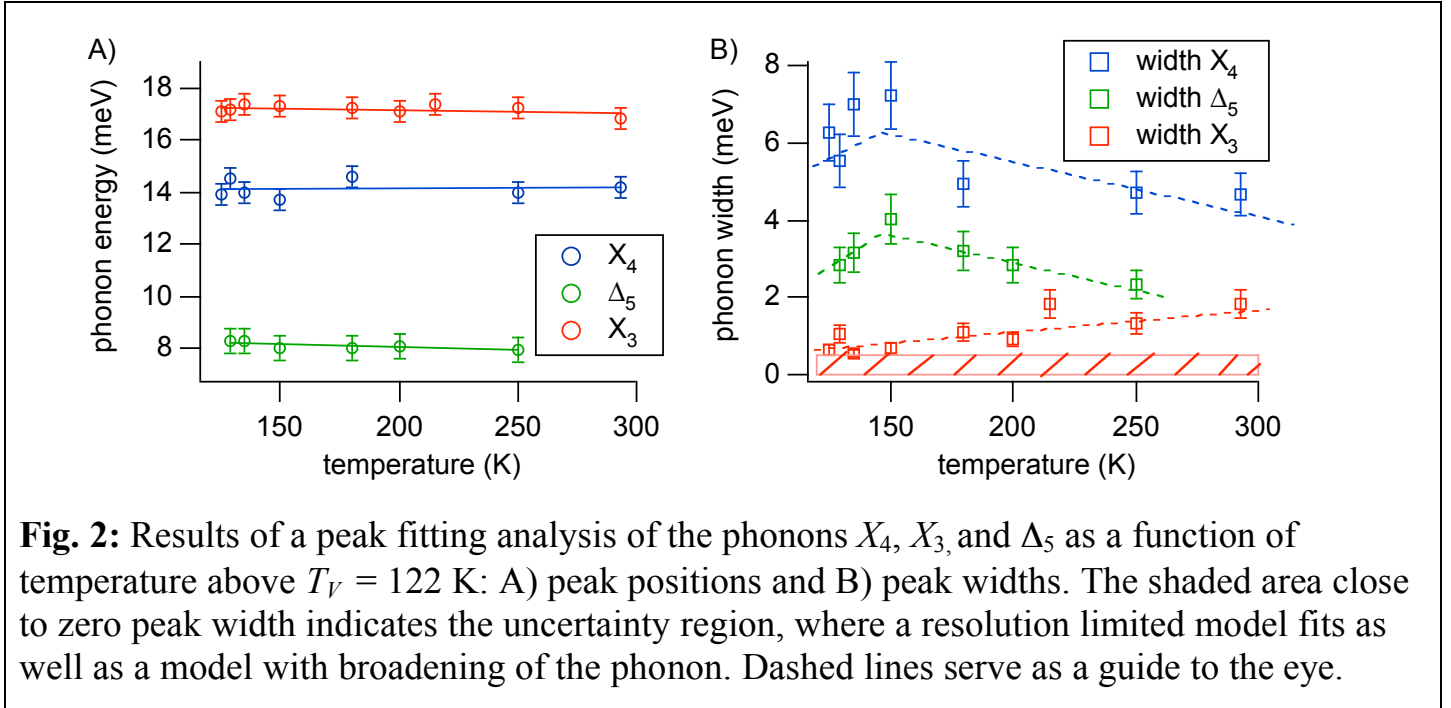 A)
18
16
14
12
10
8
phonon energy (meV)
150
200
250
300
temperature (K)
X₄
Δ₅
X₃
B)
8
6
4
2
0
phonon width (meV)
150
200
250
300
temperature (K)
width X₄
width Δ₅
width X₃
Fig. 2: Results of a peak fitting analysis of the phonons X₄, X₃, and Δ₅ as a function of
temperature above T_V = 122 K: A) peak positions and B) peak widths. The shaded area close
to zero peak width indicates the uncertainty region, where a resolution limited model fits as
well as a model with broadening of the phonon. Dashed lines serve as a guide to the eye.